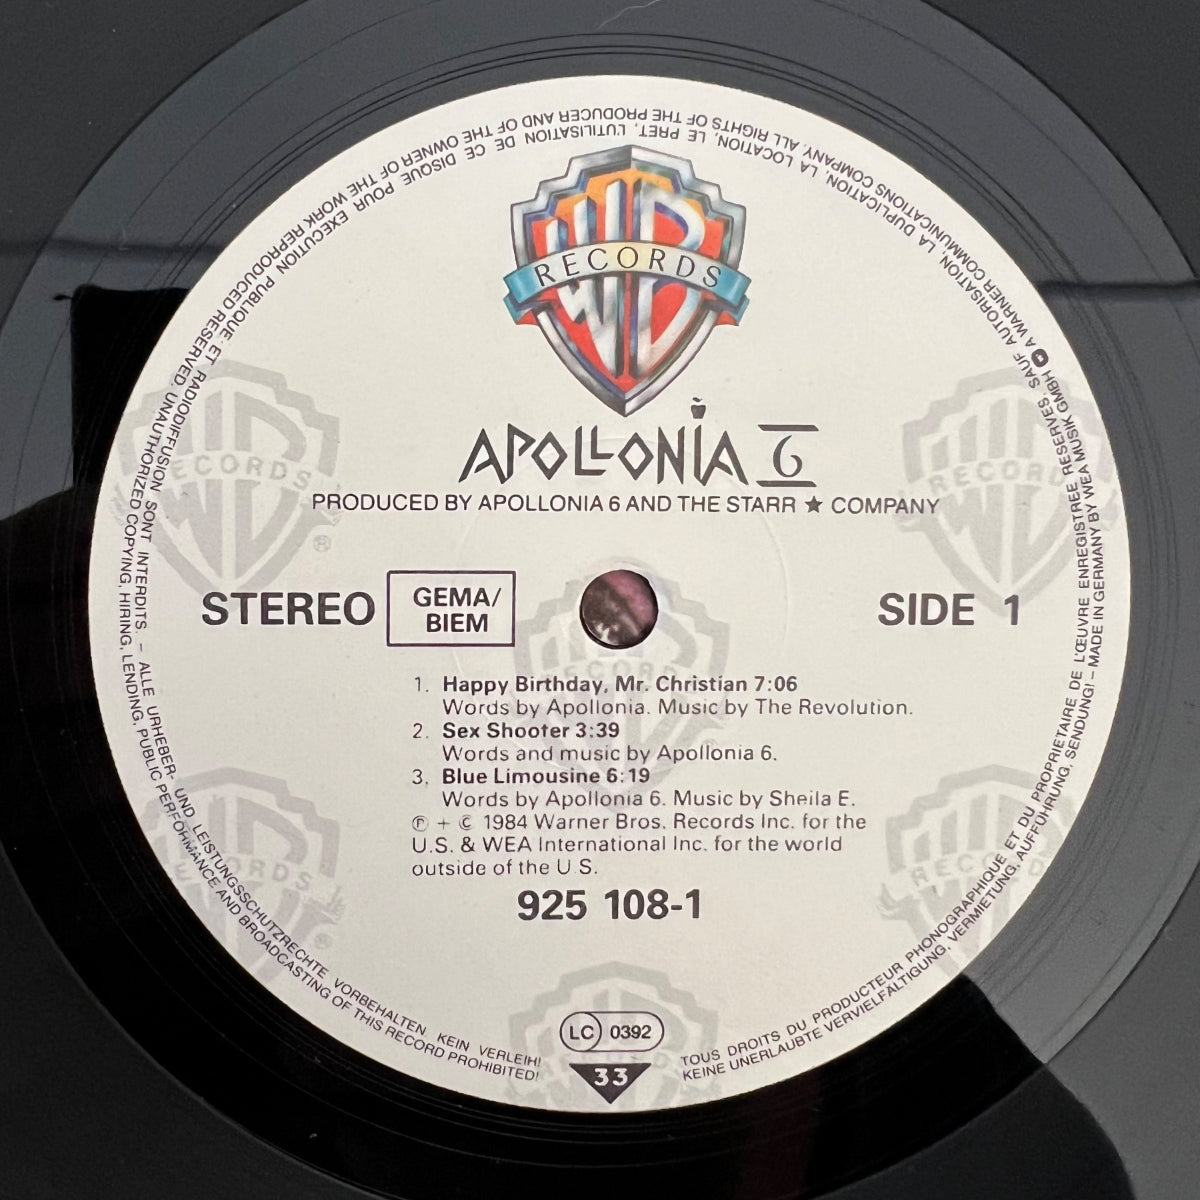 WB
RECORDS
APOLLONIA 6
PRODUCED BY APOLLONIA 6 AND THE STARR ★ COMPANY
STEREO
GEMA/
BIEM
SIDE 1
1. Happy Birthday, Mr. Christian 7:06
Words by Apollonia. Music by The Revolution.
2. Sex Shooter 3:39
Words and music by Apollonia 6.
3. Blue Limousine 6:19
Words by Apollonia 6. Music by Sheila E.
℗ + © 1984 Warner Bros. Records Inc. for the
U.S. & WEA International Inc. for the world
outside of the U.S.
925 108-1
LC 0392
33
TOUS DROITS DU PRODUCTEUR PHONOGRAPHIQUE ET DU PROPRIETAIRE DE L'ŒUVRE ENREGISTREE RESERVES. SAUF AUTORISATION, LA DUPLICATION, LA LOCATION, LE PRET, L'UTILISATION DE CE DISQUE POUR EXECUTION PUBLIQUE ET RADIODIFFUSION SONT INTERDITS. – ALLE URHEBER- UND LEISTUNGSSCHUTZRECHTE VORBEHALTEN KEIN VERLEIH!
KEINE UNERLAUBTE VERVIELFÄLTIGUNG, VERMIETUNG, AUFFÜHRUNG, SENDUNG! – MADE IN GERMANY BY WEA MUSIK GMBH A WARNER COMMUNICATIONS COMPANY. ALL RIGHTS OF THE PRODUCER AND OF THE OWNER OF THE WORK REPRODUCED RESERVED. UNAUTHORIZED COPYING, HIRING, LENDING, PUBLIC PERFORMANCE AND BROADCASTING OF THIS RECORD PROHIBITED!
WB
RECORDS
®
WB
RECORDS